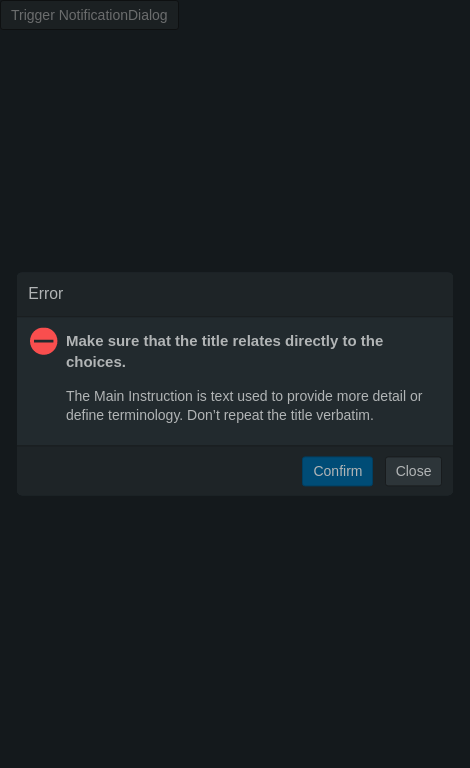 Trigger NotificationDialog
Error
Make sure that the title relates directly to the
choices.
The Main Instruction is text used to provide more detail or
define terminology. Don’t repeat the title verbatim.
Confirm
Close